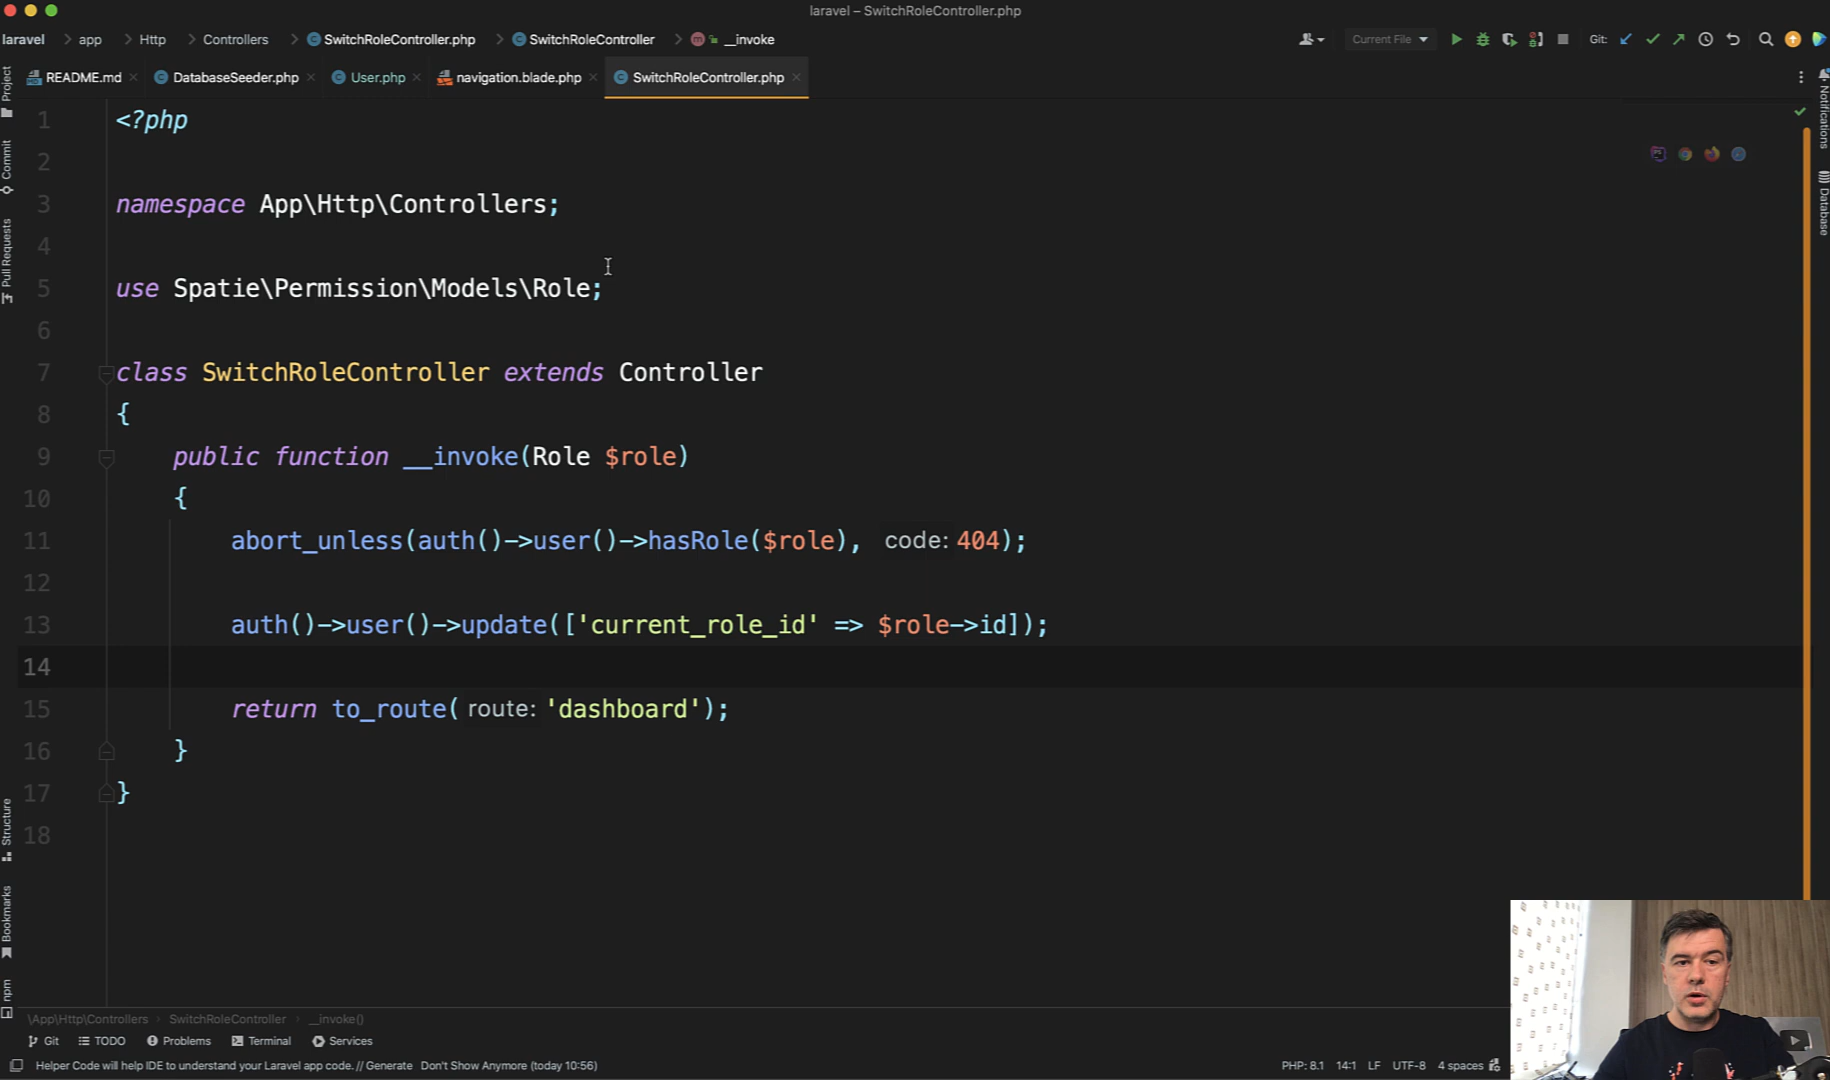 laravel – SwitchRoleController.php
laravel > app > Http > Controllers > SwitchRoleController.php > SwitchRoleController > m __invoke
Current File
Git:
README.md
DatabaseSeeder.php
User.php
navigation.blade.php
SwitchRoleController.php
Project
Commit
Pull Requests
Structure
Bookmarks
npm
Notifications
Database
1 <?php
2
3 namespace App\Http\Controllers;
4
5 use Spatie\Permission\Models\Role;
6
7 class SwitchRoleController extends Controller
8 {
9 public function __invoke(Role $role)
10 {
11 abort_unless(auth()->user()->hasRole($role), code: 404);
12
13 auth()->user()->update(['current_role_id' => $role->id]);
14
15 return to_route( route: 'dashboard');
16 }
17 }
18
\App\Http\Controllers > SwitchRoleController > __invoke()
Git
TODO
Problems
Terminal
Services
Helper Code will help IDE to understand your Laravel app code. // Generate Don't Show Anymore (today 10:56)
PHP: 8.1 14:1 LF UTF-8 4 spaces